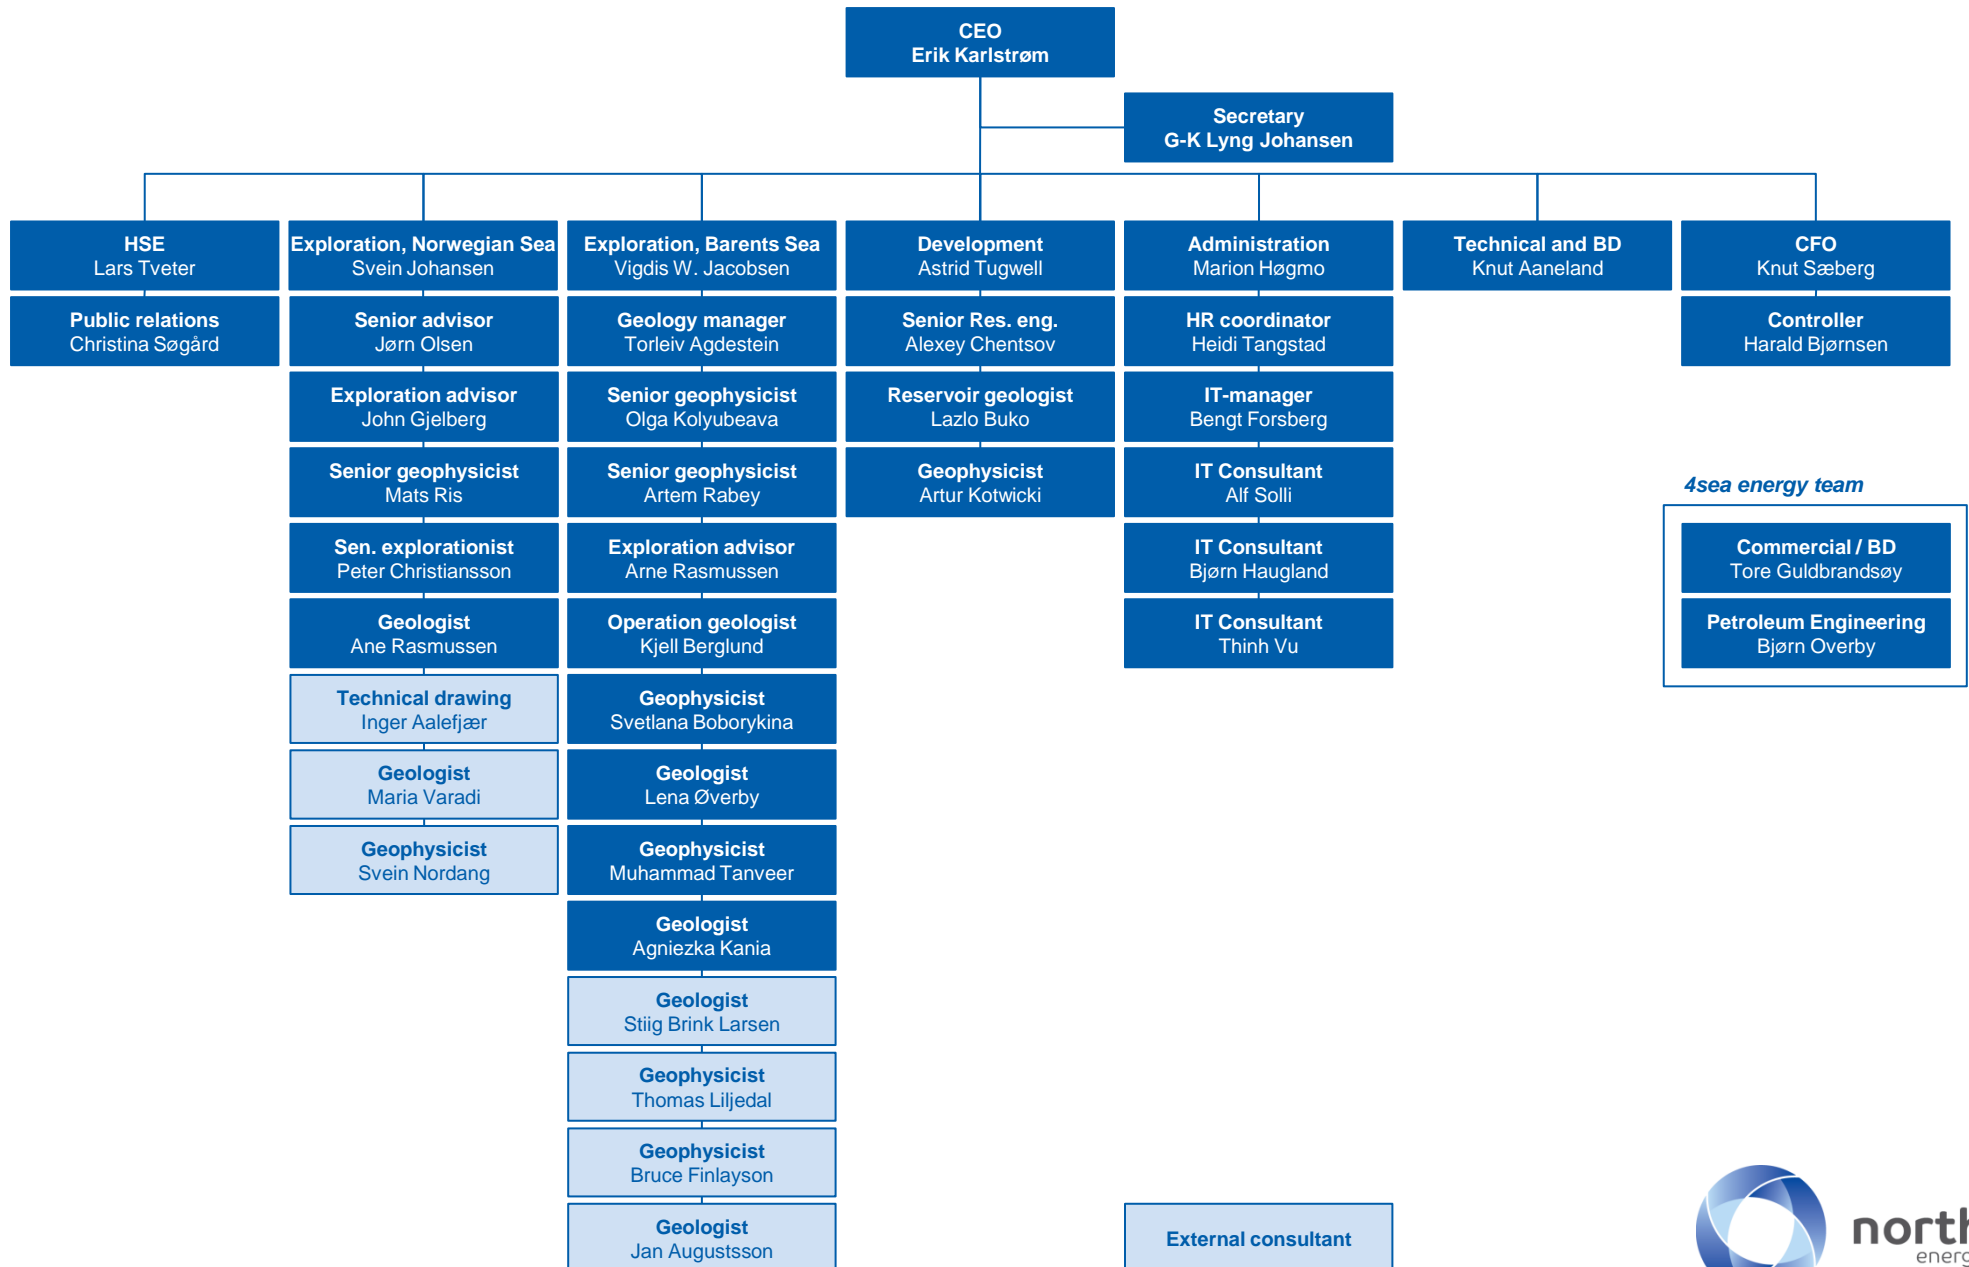 CEO
Erik Karlstrøm
Secretary
G-K Lyng Johansen
HSE
Lars Tveter
Public relations
Christina Søgård
Exploration, Norwegian Sea
Svein Johansen
Senior advisor
Jørn Olsen
Exploration advisor
John Gjelberg
Senior geophysicist
Mats Ris
Sen. explorationist
Peter Christiansson
Geologist
Ane Rasmussen
Technical drawing
Inger Aalefjær
Geologist
Maria Varadi
Geophysicist
Svein Nordang
Exploration, Barents Sea
Vigdis W. Jacobsen
Geology manager
Torleiv Agdestein
Senior geophysicist
Olga Kolyubeava
Senior geophysicist
Artem Rabey
Exploration advisor
Arne Rasmussen
Operation geologist
Kjell Berglund
Geophysicist
Svetlana Boborykina
Geologist
Lena Øverby
Geophysicist
Muhammad Tanveer
Geologist
Agniezka Kania
Geologist
Stiig Brink Larsen
Geophysicist
Thomas Liljedal
Geophysicist
Bruce Finlayson
Geologist
Jan Augustsson
Development
Astrid Tugwell
Senior Res. eng.
Alexey Chentsov
Reservoir geologist
Lazlo Buko
Geophysicist
Artur Kotwicki
Administration
Marion Høgmo
HR coordinator
Heidi Tangstad
IT-manager
Bengt Forsberg
IT Consultant
Alf Solli
IT Consultant
Bjørn Haugland
IT Consultant
Thinh Vu
Technical and BD
Knut Aaneland
CFO
Knut Sæberg
Controller
Harald Bjørnsen
4sea energy team
Commercial / BD
Tore Guldbrandsøy
Petroleum Engineering
Bjørn Overby
External consultant
north
energ